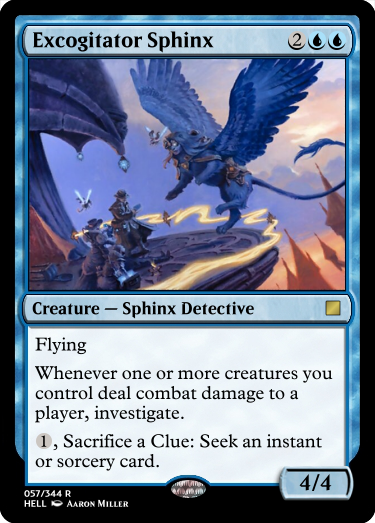 Excogitator Sphinx 2
Creature — Sphinx Detective
Flying
Whenever one or more creatures you
control deal combat damage to a
player, investigate.
1, Sacrifice a Clue: Seek an instant
or sorcery card.
4/4
057/344 R
HELL Aaron Miller